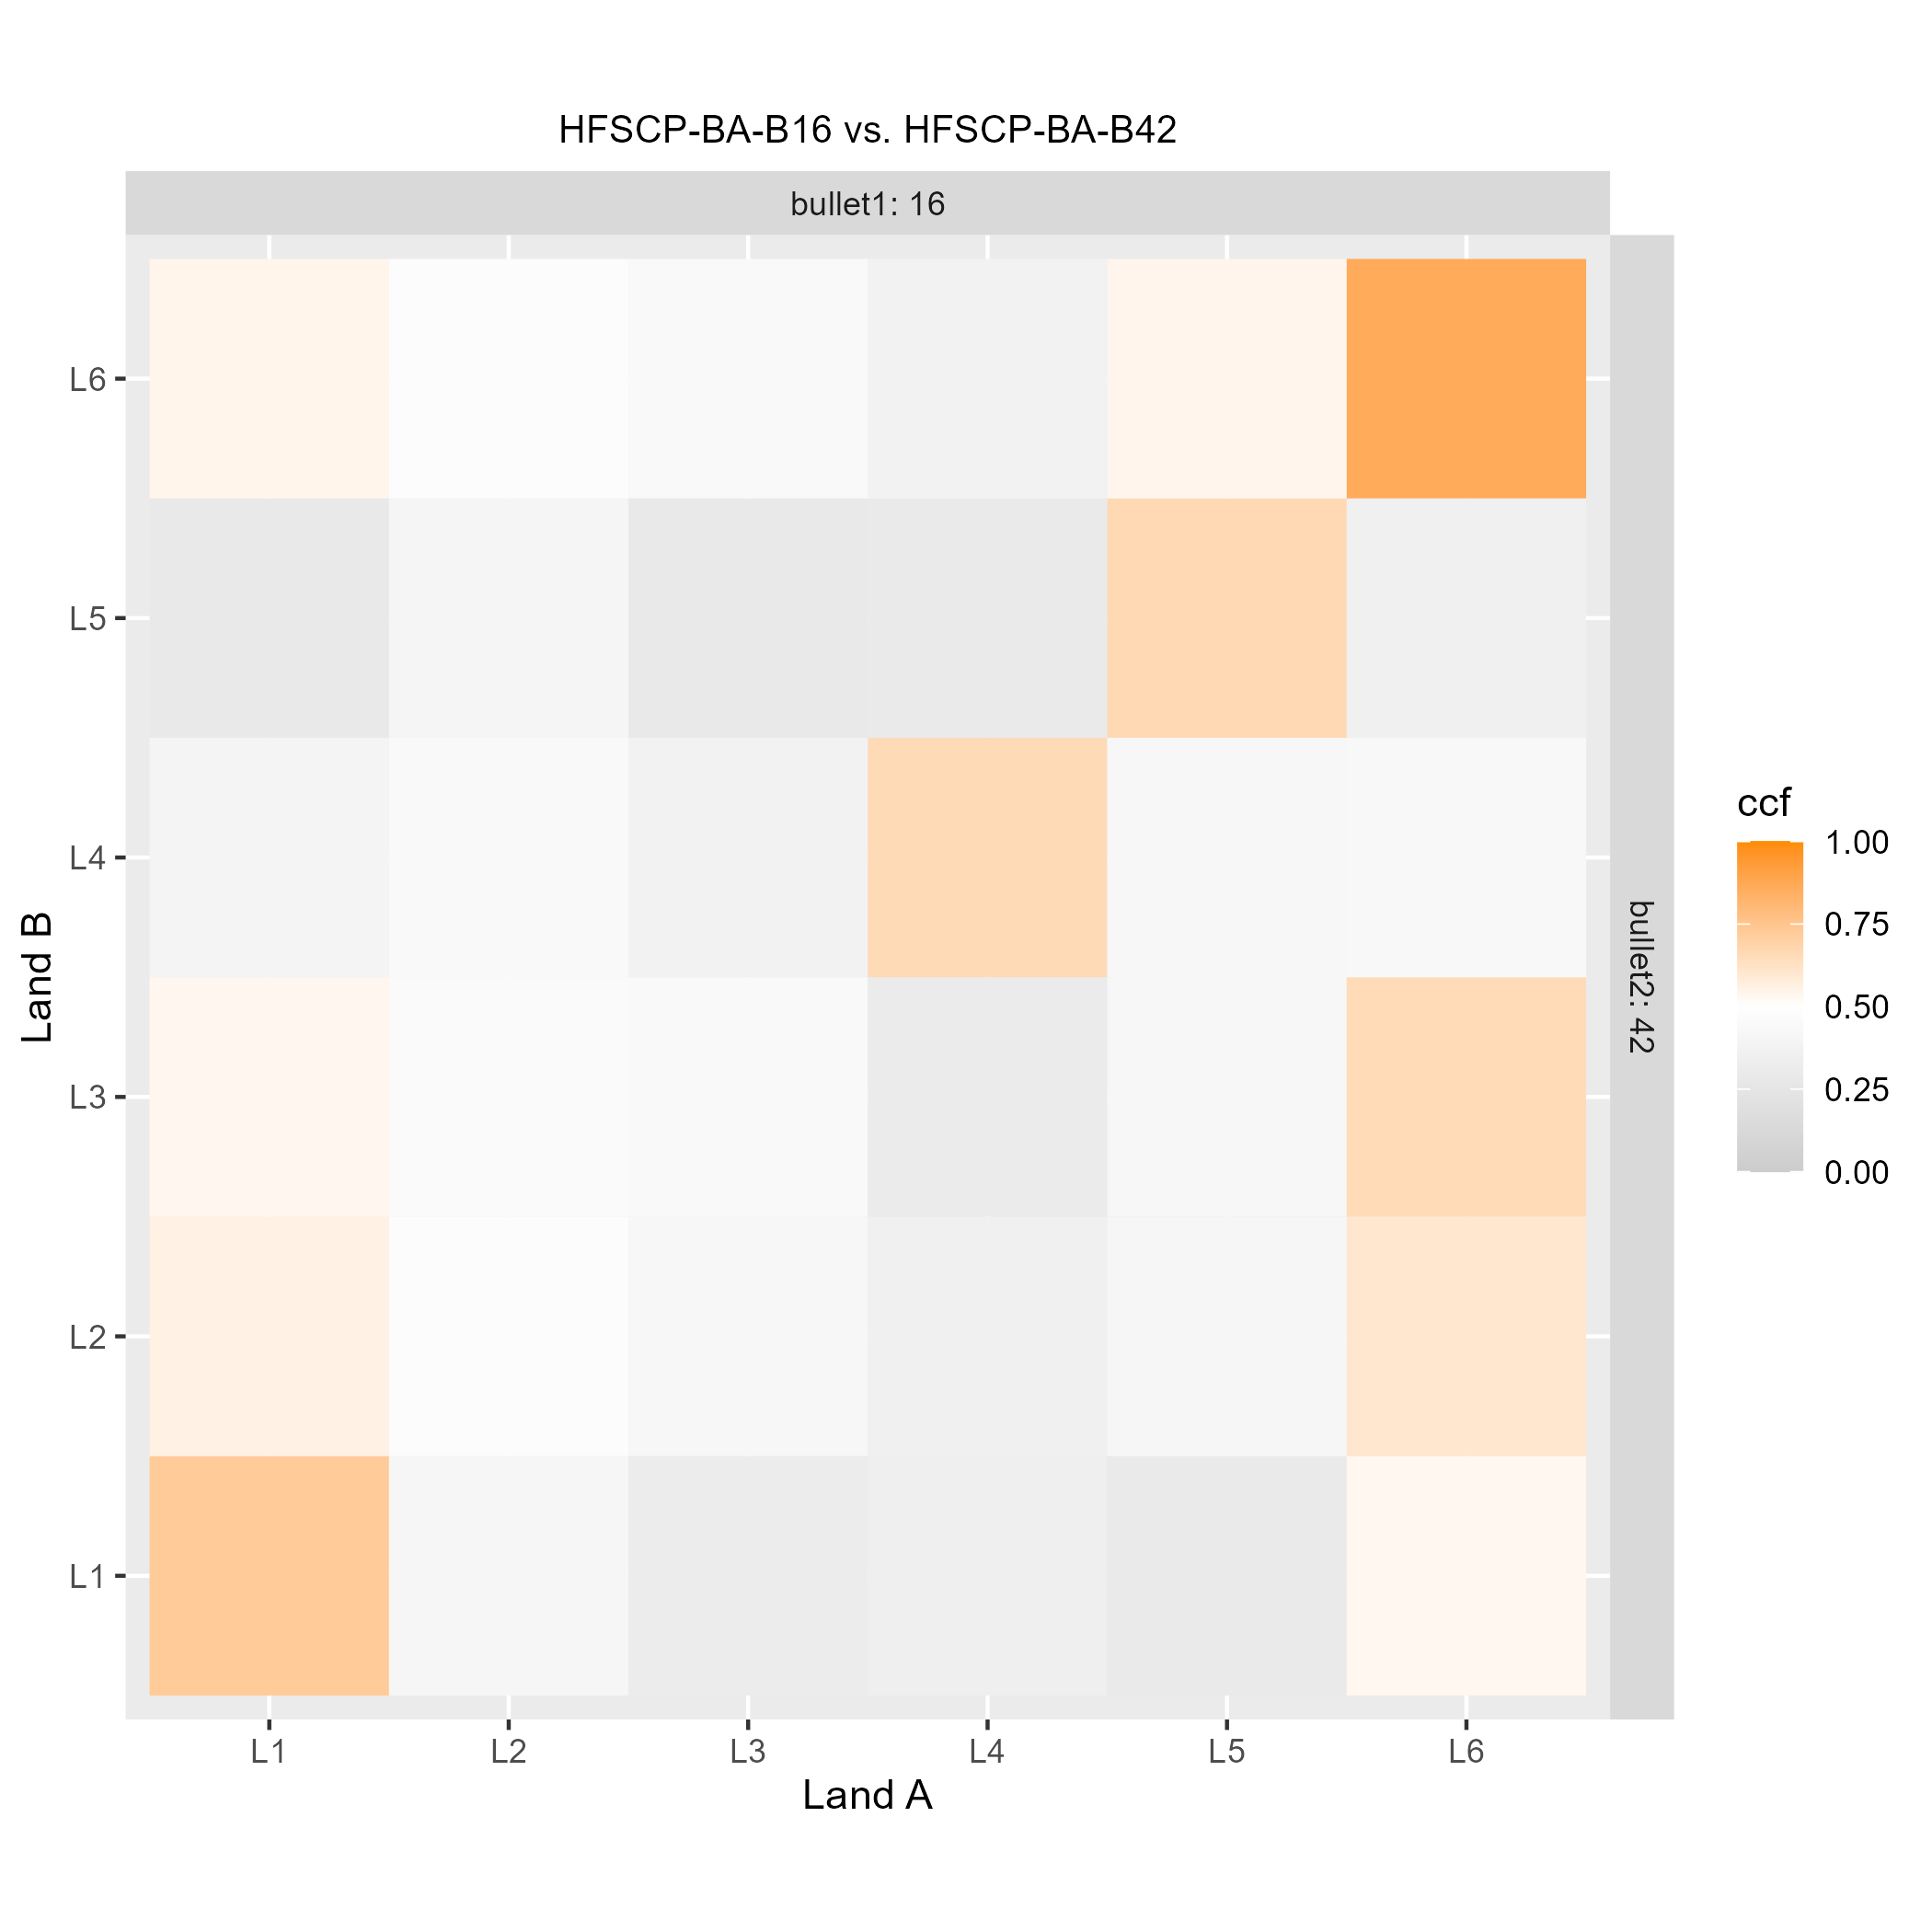 HFSCP-BA-B16 vs. HFSCP-BA-B42
bullet1: 16
L6
L5
L4
L3
L2
L1
Land B
bullet2: 42
L1
L2
L3
L4
L5
L6
Land A
ccf
1.00
0.75
0.50
0.25
0.00